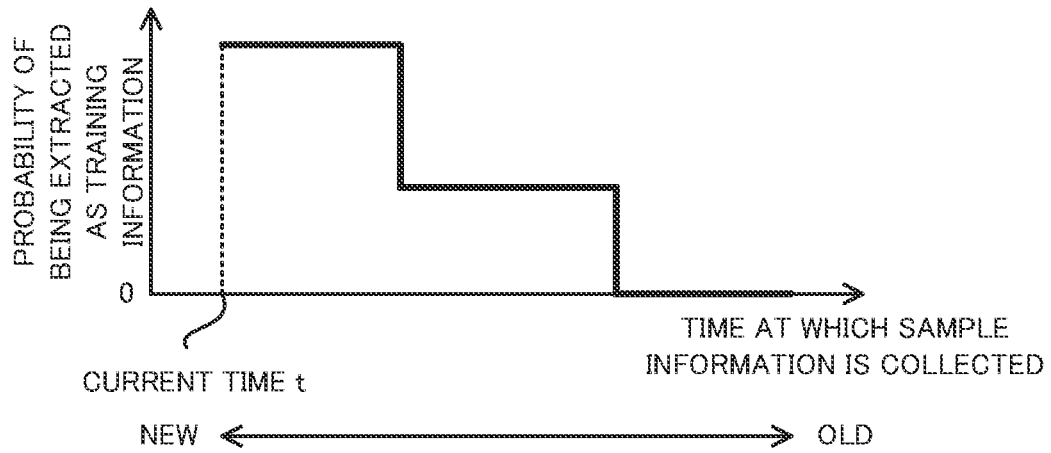 PROBABILITY OF
BEING EXTRACTED
AS TRAINING
INFORMATION
0
TIME AT WHICH SAMPLE
INFORMATION IS COLLECTED
CURRENT TIME t
NEW
OLD